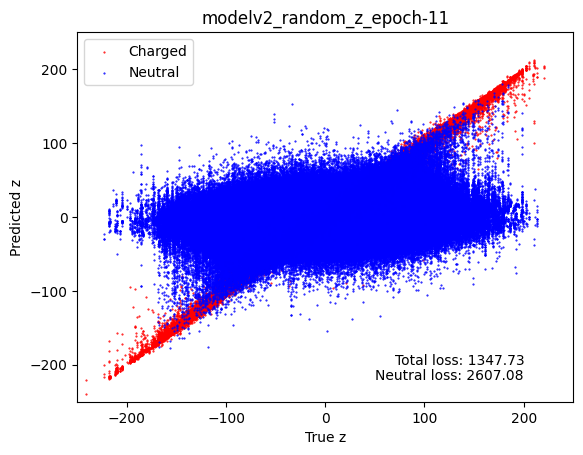 modelv2_random_z_epoch-11
Charged
Neutral
Predicted z
200
100
0
−100
−200
Total loss: 1347.73
Neutral loss: 2607.08
−200
−100
0
100
200
True z